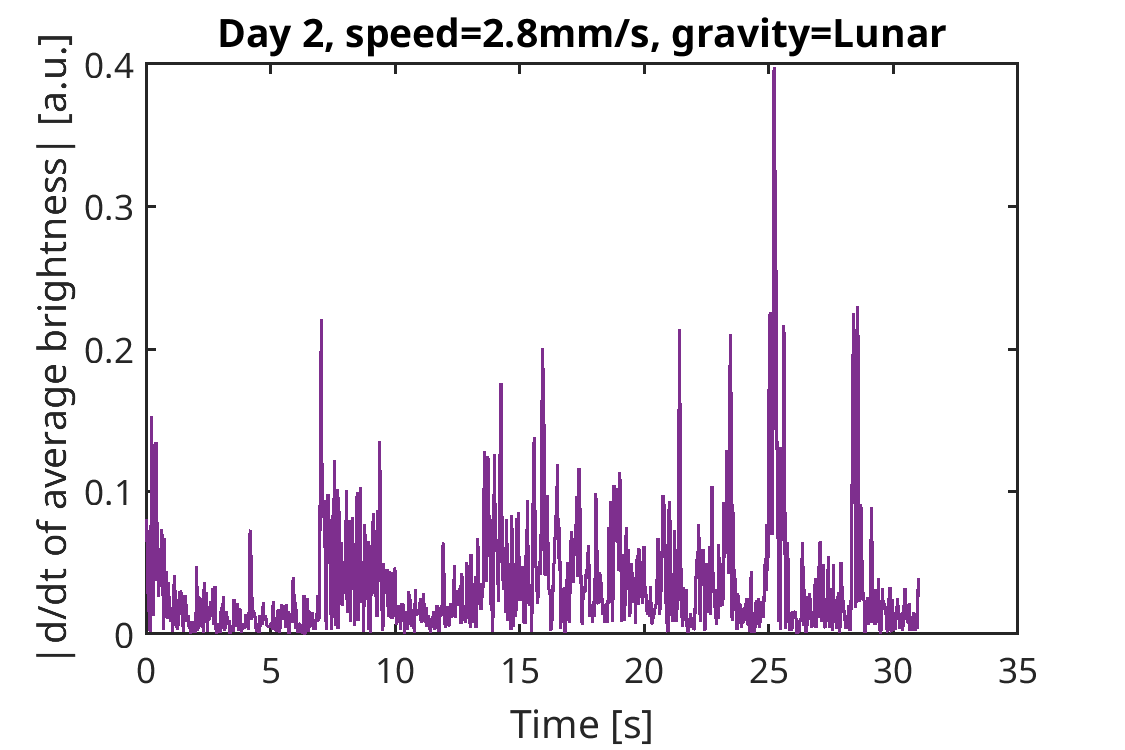 Day 2, speed=2.8mm/s, gravity=Lunar
|d/dt of average brightness| [a.u.]
0.4
0.3
0.2
0.1
0
0 5 10 15 20 25 30 35
Time [s]